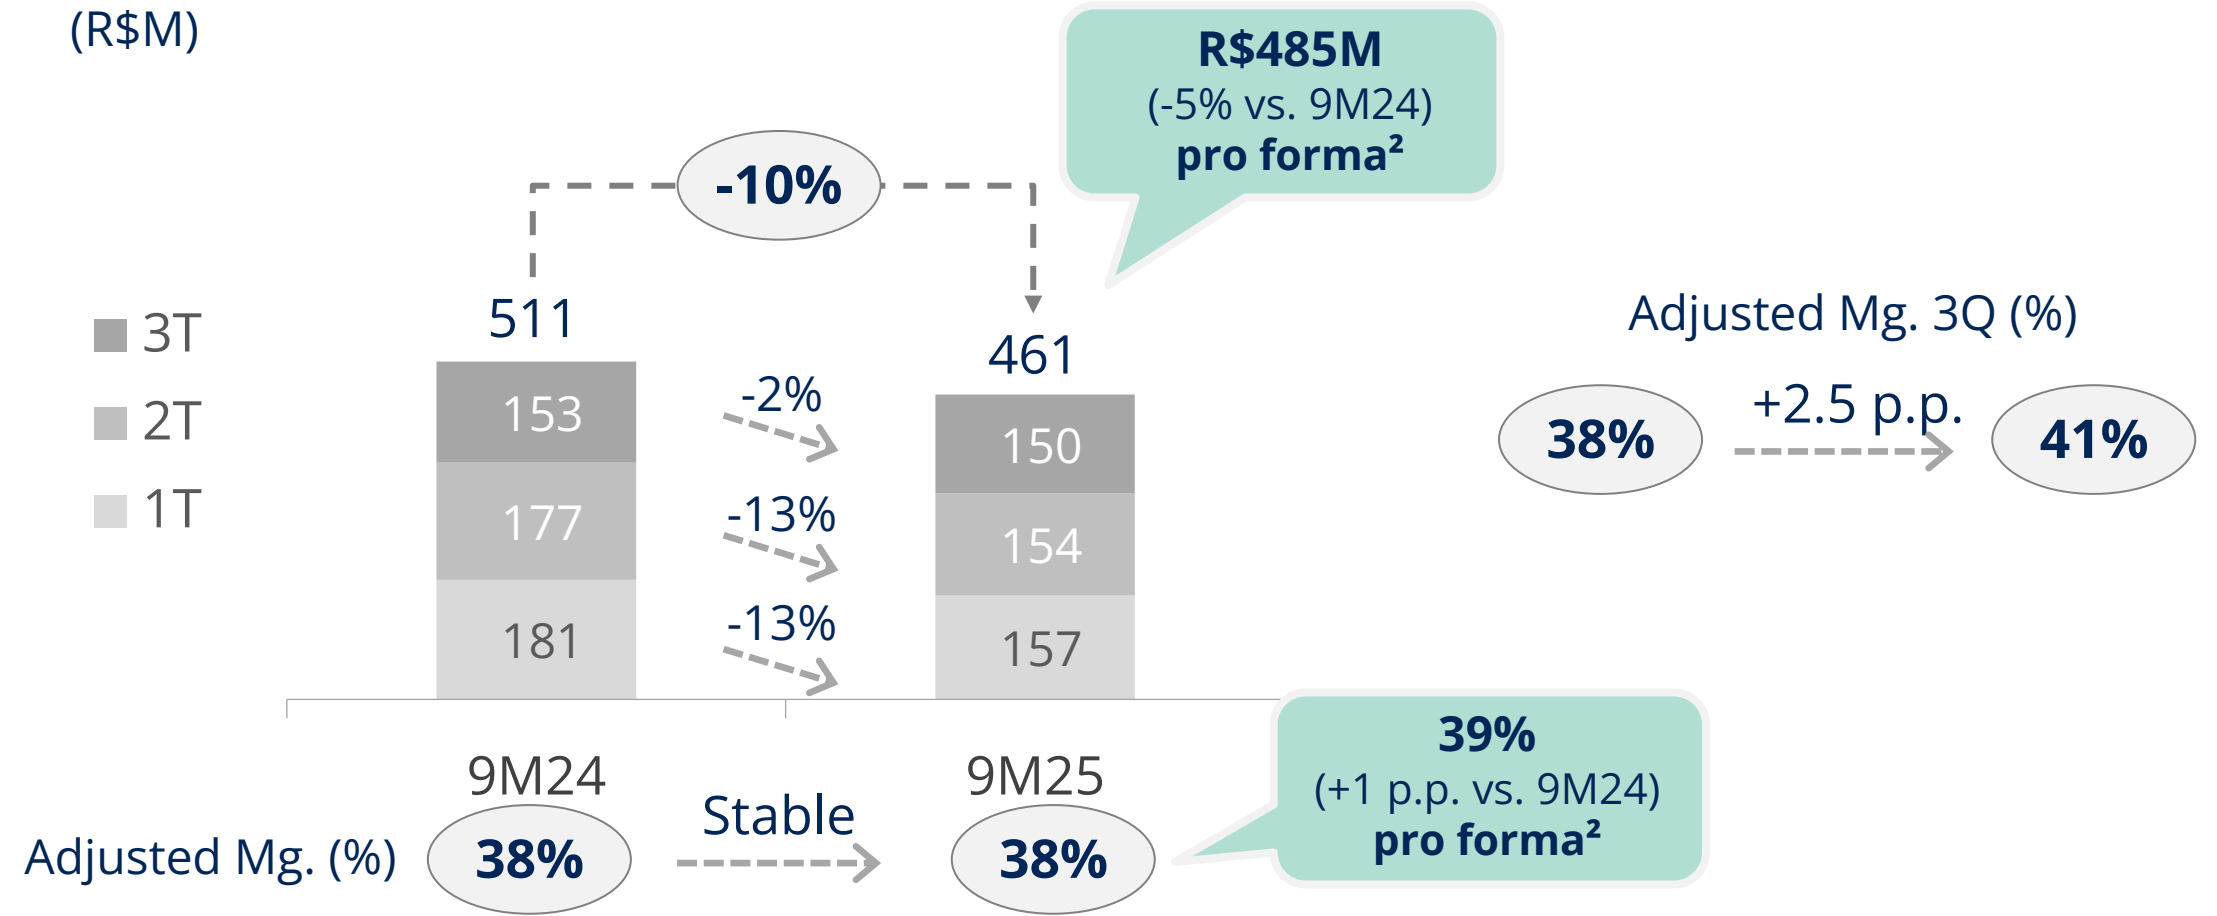 (R$M)
R$485M
(-5% vs. 9M24)
pro forma²
-10%
3T
2T
1T
511
153
177
181
-2%
-13%
-13%
461
150
154
157
Adjusted Mg. 3Q (%)
38%
+2.5 p.p.
41%
9M24
9M25
Adjusted Mg. (%)
38%
Stable
38%
39%
(+1 p.p. vs. 9M24)
pro forma²